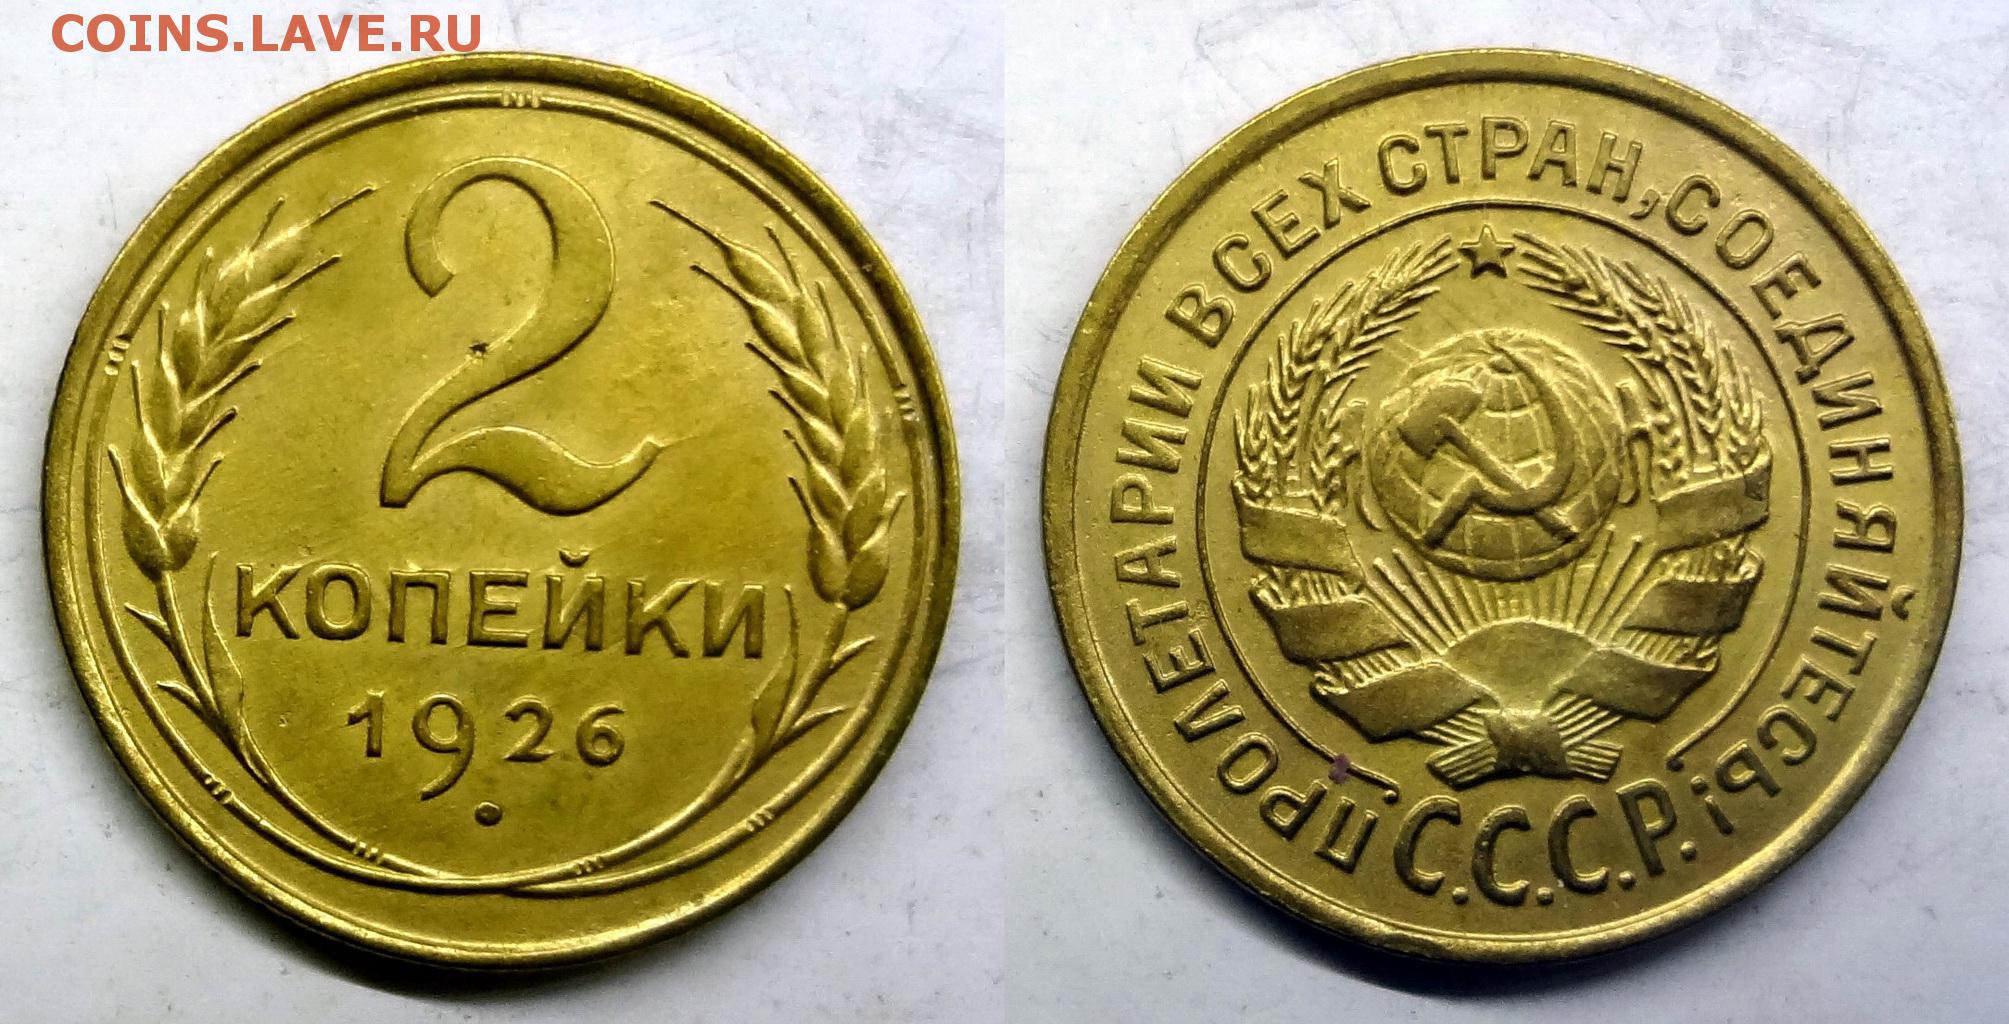 COINS.LAVE.RU
2
КОПЕЙКИ
1926
ПРОЛЕТАРИИ ВСЕХ СТРАН, СОЕДИНЯЙТЕСЬ!
С.С.С.Р.